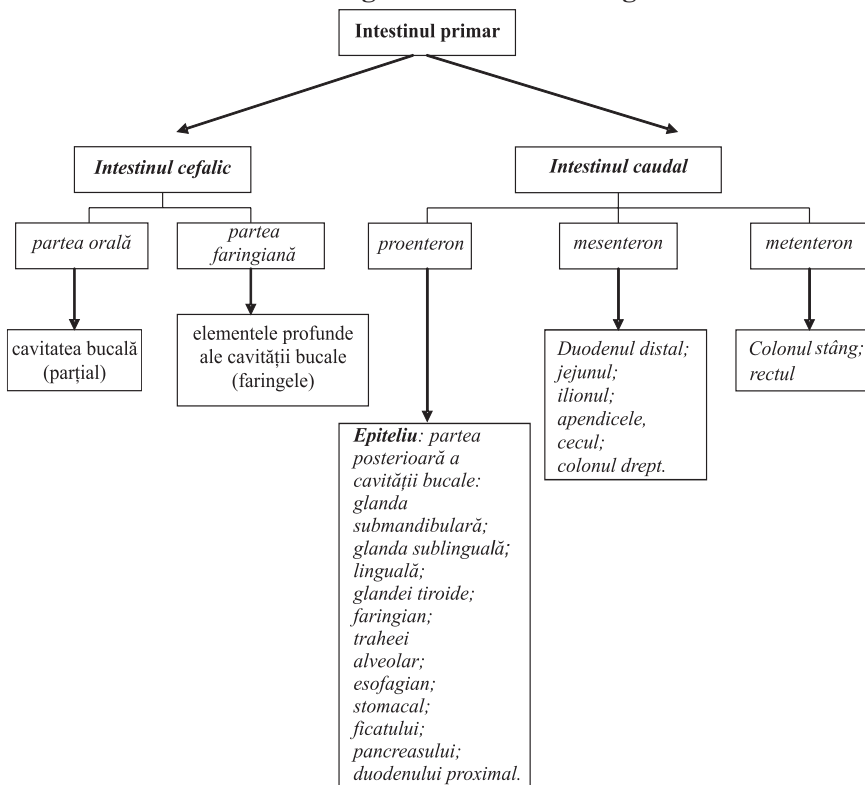 Intestinul primar
Intestinul cefalic
Intestinul caudal
partea orală
partea
faringiană
proenteron
mesenteron
metenteron
cavitatea bucală
(parțial)
elementele profunde
ale cavității bucale
(faringele)
Duodenul distal;
jejunul;
ilionul;
apendicele,
cecul;
colonul drept.
Colonul stâng;
rectul
Epiteliu: partea
posterioară a
cavității bucale:
glanda
submandibulară;
glanda sublinguală;
linguală;
glandei tiroide;
faringian;
traheei
alveolar;
esofagian;
stomacal;
ficatului;
pancreasului;
duodenului proximal.